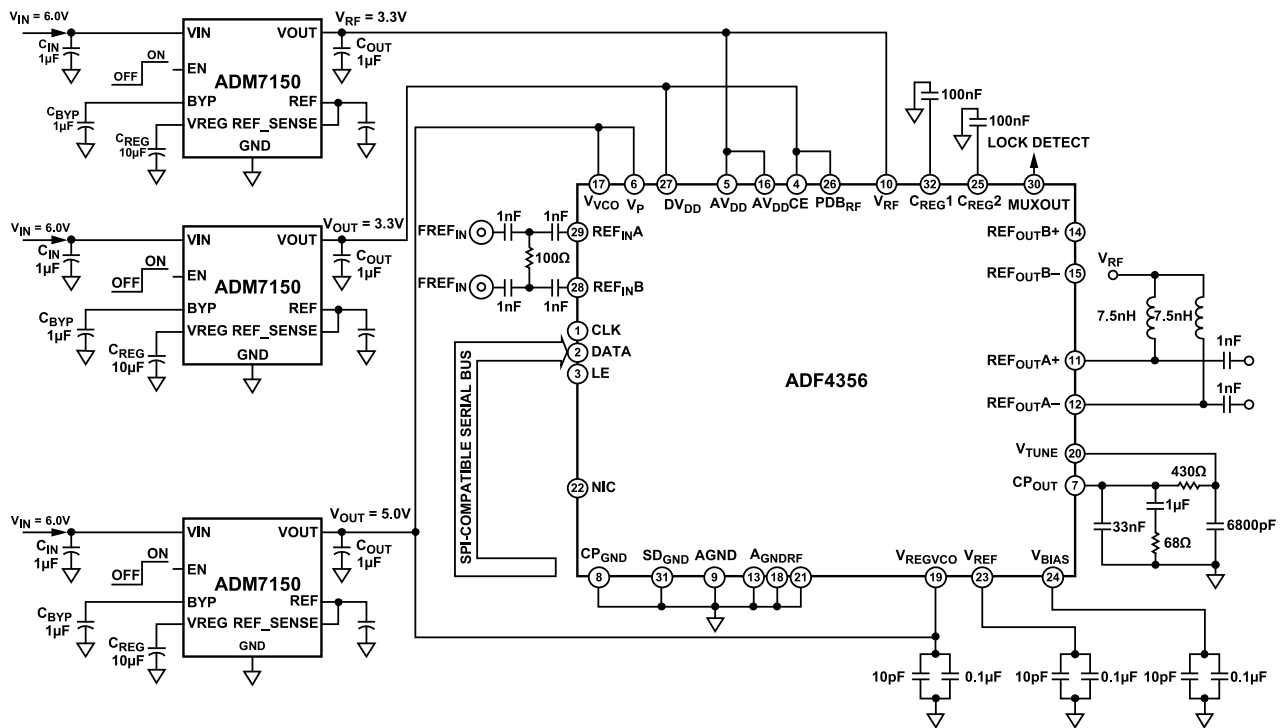 VIN = 6.0V
CIN
1µF
ON
OFF
VIN
VOUT
EN
ADM7150
BYP
REF
VREG
REF_SENSE
GND
CBYP
1µF
CREG
10µF
VRF = 3.3V
COUT
1µF
VIN = 6.0V
CIN
1µF
ON
OFF
VIN
VOUT
EN
ADM7150
BYP
REF
VREG
REF_SENSE
GND
CBYP
1µF
CREG
10µF
VOUT = 3.3V
COUT
1µF
VIN = 6.0V
CIN
1µF
ON
OFF
VIN
VOUT
EN
ADM7150
BYP
REF
VREG
REF_SENSE
GND
CBYP
1µF
CREG
10µF
VOUT = 5.0V
COUT
1µF
100nF
100nF
LOCK DETECT
17
6
27
5
16
4
26
10
32
25
30
VVCO
VP
DVDD
AVDD
AVDD
CE
PDBRF
VRF
CREG1
CREG2
MUXOUT
FREFIN
1nF
1nF
29
REFINA
100Ω
FREFIN
1nF
1nF
28
REFINB
1
CLK
2
DATA
3
LE
SPI-COMPATIBLE SERIAL BUS
22
NIC
ADF4356
REFOUTB+
14
REFOUTB–
15
VRF
7.5nH
7.5nH
REFOUTA+
11
1nF
REFOUTA–
12
1nF
VTUNE
20
430Ω
CPOUT
7
1µF
33nF
68Ω
6800pF
CPGND
SDGND
AGND
AGNDRF
VREGVCO
VREF
VBIAS
8
31
9
13
18
21
19
23
24
10pF
0.1µF
10pF
0.1µF
10pF
0.1µF